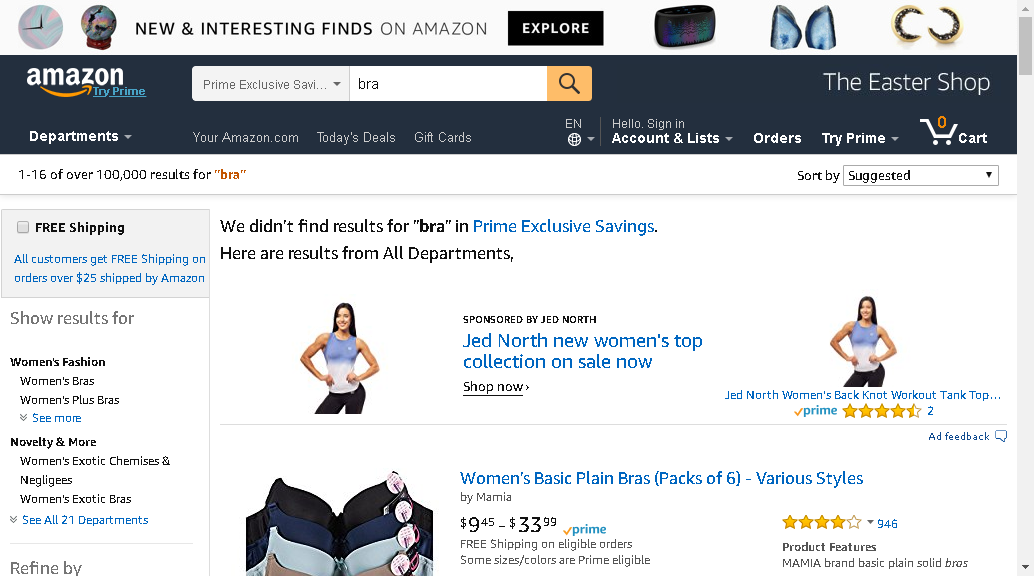 NEW & INTERESTING FINDS ON AMAZON EXPLORE
amazon
Try Prime
Prime Exclusive Savi...
bra
The Easter Shop
Departments
Your Amazon.com Today's Deals Gift Cards
EN
Hello. Sign in
Account & Lists
Orders
Try Prime
0
Cart
1-16 of over 100,000 results for "bra"
Sort by Suggested
FREE Shipping
All customers get FREE Shipping on
orders over $25 shipped by Amazon
Show results for
Women's Fashion
Women's Bras
Women's Plus Bras
See more
Novelty & More
Women's Exotic Chemises &
Negligees
Women's Exotic Bras
See All 21 Departments
Refine by
We didn't find results for "bra" in Prime Exclusive Savings.
Here are results from All Departments,
SPONSORED BY JED NORTH
Jed North new women's top
collection on sale now
Shop now ›
Jed North Women's Back Knot Workout Tank Top...
prime 2
Ad feedback
Women's Basic Plain Bras (Packs of 6) - Various Styles
by Mamia
$9 45 - $33 99 prime
FREE Shipping on eligible orders
Some sizes/colors are Prime eligible
946
Product Features
MAMIA brand basic plain solid bras